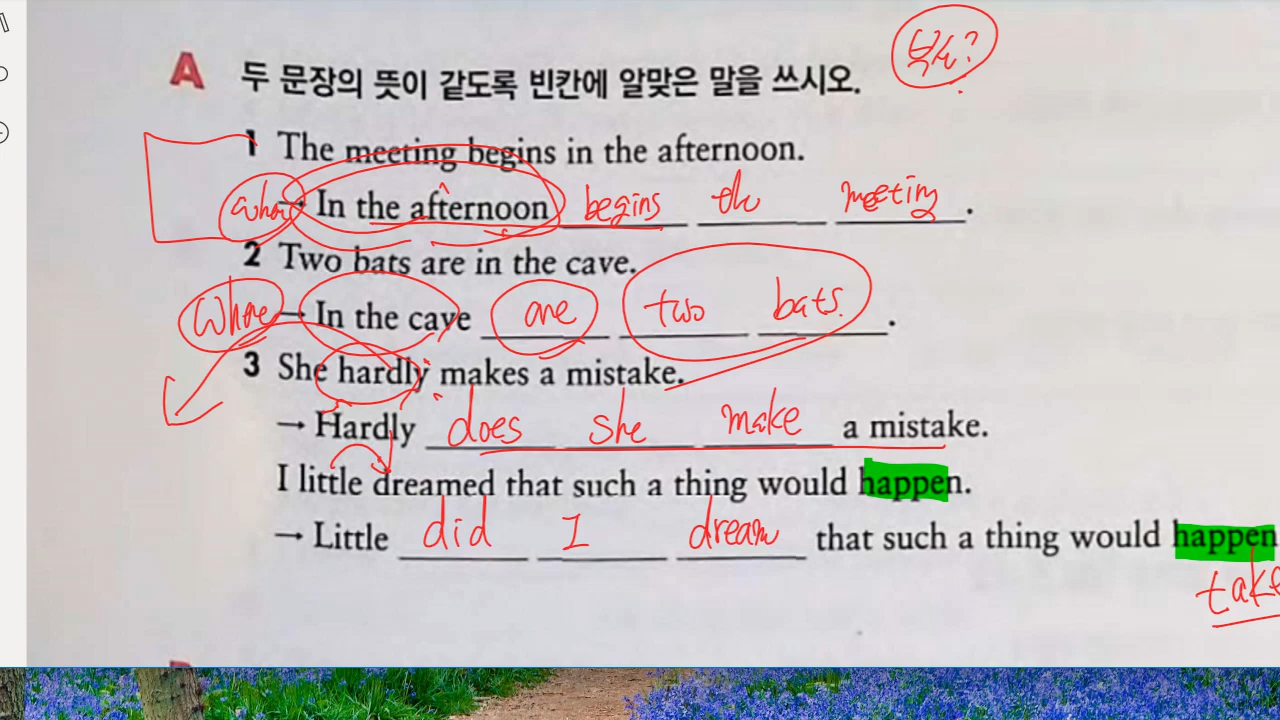 A 두 문장의 뜻이 같도록 빈칸에 알맞은 말을 쓰시오.
1 The meeting begins in the afternoon.
→ In the afternoon begins the meeting.
2 Two bats are in the cave.
where → In the cave are two bats.
3 She hardly makes a mistake.
→ Hardly does she make a mistake.
I little dreamed that such a thing would happen.
→ Little did I dream that such a thing would happen
take